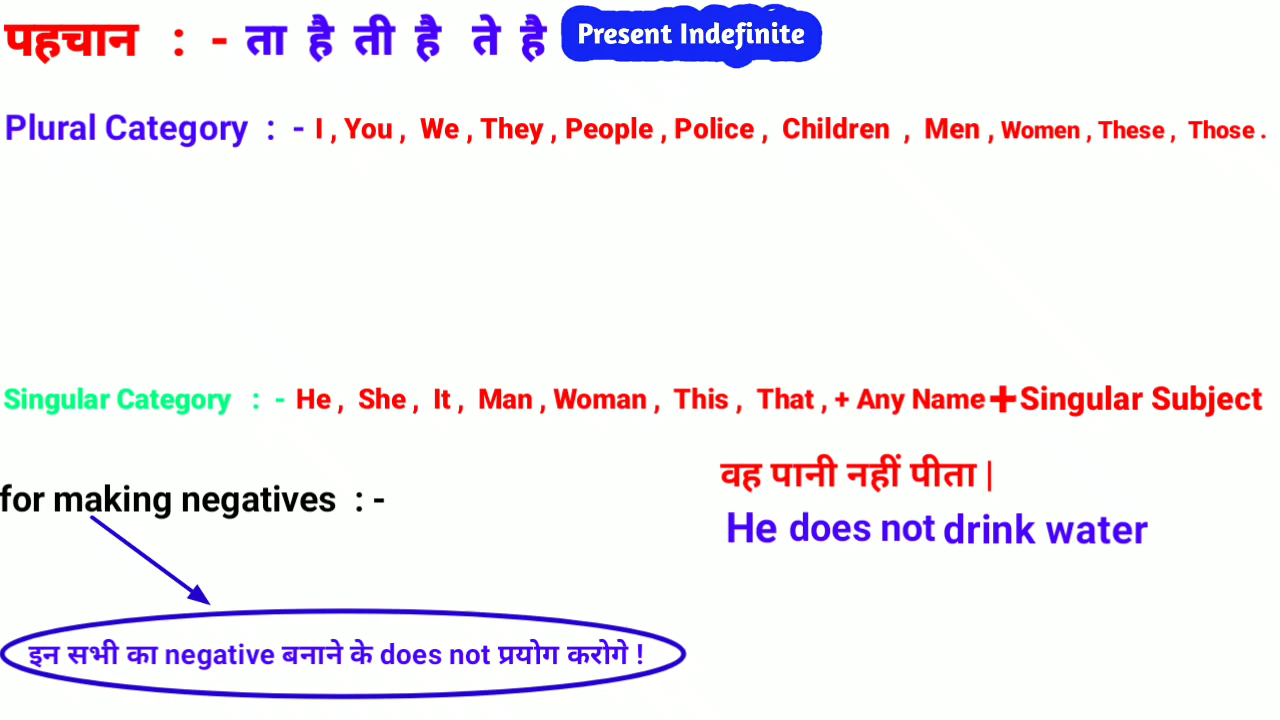 पहचान : - ता है ती है ते है Present Indefinite
Plural Category : - I , You , We , They , People , Police , Children , Men , Women , These , Those .
Singular Category : - He , She , It , Man , Woman , This , That , + Any Name + Singular Subject
वह पानी नहीं पीता |
for making negatives : -
He does not drink water
इन सभी का negative बनाने के does not प्रयोग करोगे !